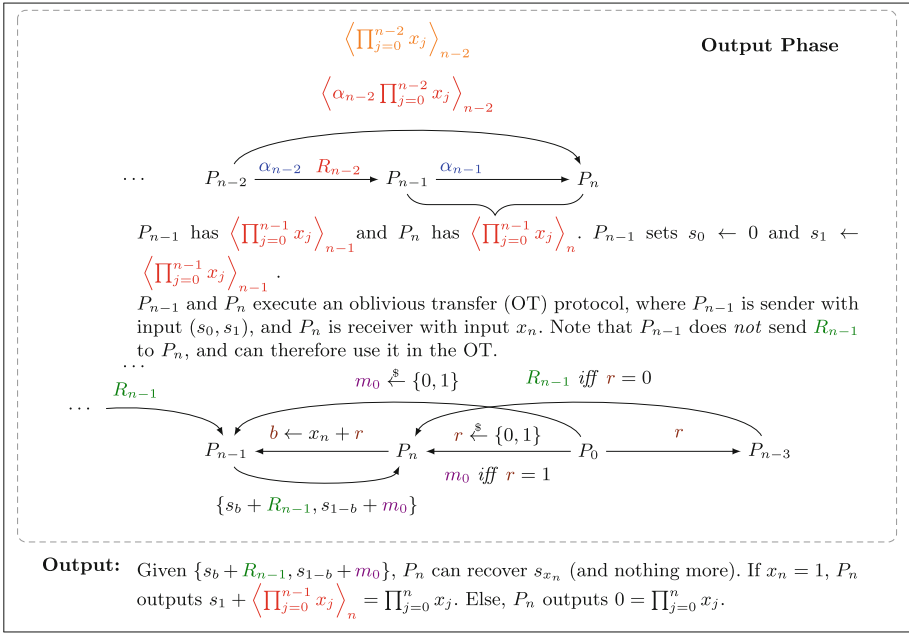 ⟨∏_{j=0}^{n-2} x_j⟩_{n-2}
Output Phase
⟨α_{n-2} ∏_{j=0}^{n-2} x_j⟩_{n-2}
⋯ P_{n-2} α_{n-2} R_{n-2} P_{n-1} α_{n-1} P_n
P_{n-1} has ⟨∏_{j=0}^{n-1} x_j⟩_{n-1} and P_n has ⟨∏_{j=0}^{n-1} x_j⟩_n. P_{n-1} sets s_0 ← 0 and s_1 ←
⟨∏_{j=0}^{n-1} x_j⟩_{n-1} .
P_{n-1} and P_n execute an oblivious transfer (OT) protocol, where P_{n-1} is sender with
input (s_0, s_1), and P_n is receiver with input x_n. Note that P_{n-1} does not send R_{n-1}
to P_n, and can therefore use it in the OT.
⋯
m_0 $← {0, 1} R_{n-1} iff r = 0
R_{n-1}
⋯
b ← x_n + r r $← {0, 1} r
P_{n-1} P_n P_0 P_{n-3}
m_0 iff r = 1
{s_b + R_{n-1}, s_{1-b} + m_0}
Output: Given {s_b + R_{n-1}, s_{1-b} + m_0}, P_n can recover s_{x_n} (and nothing more). If x_n = 1, P_n
outputs s_1 + ⟨∏_{j=0}^{n-1} x_j⟩_n = ∏_{j=0}^{n} x_j. Else, P_n outputs 0 = ∏_{j=0}^{n} x_j.